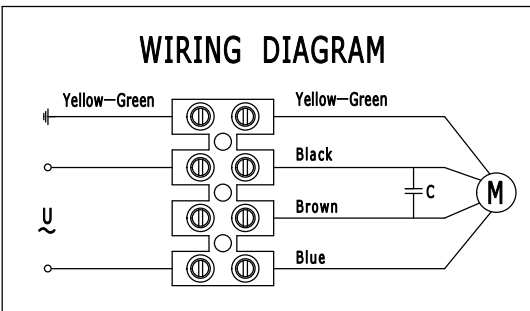 WIRING DIAGRAM
Yellow—Green Yellow—Green
Black
C
M
Brown
U
~
Blue